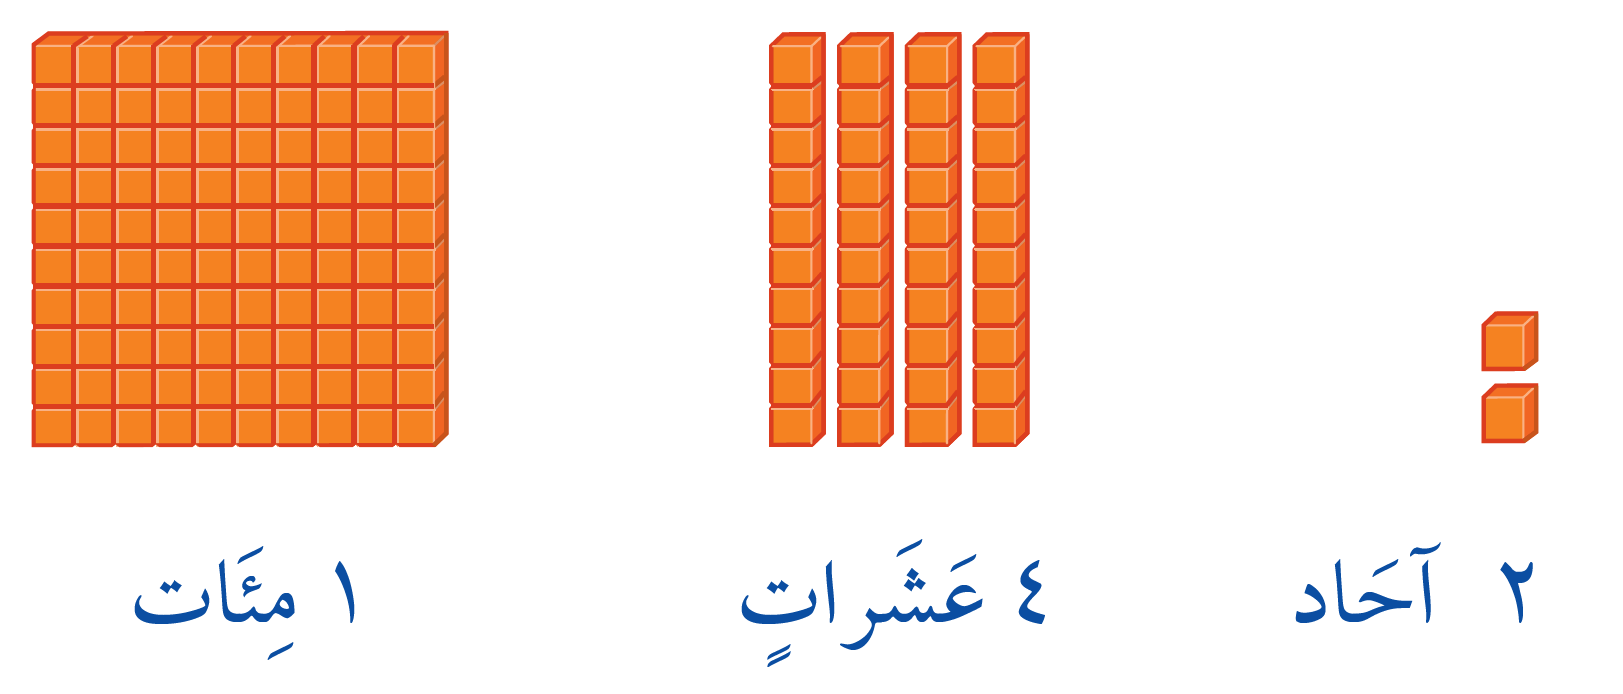 ٢ آحَاد ٤ عَشَراتٍ ١ مِئَات